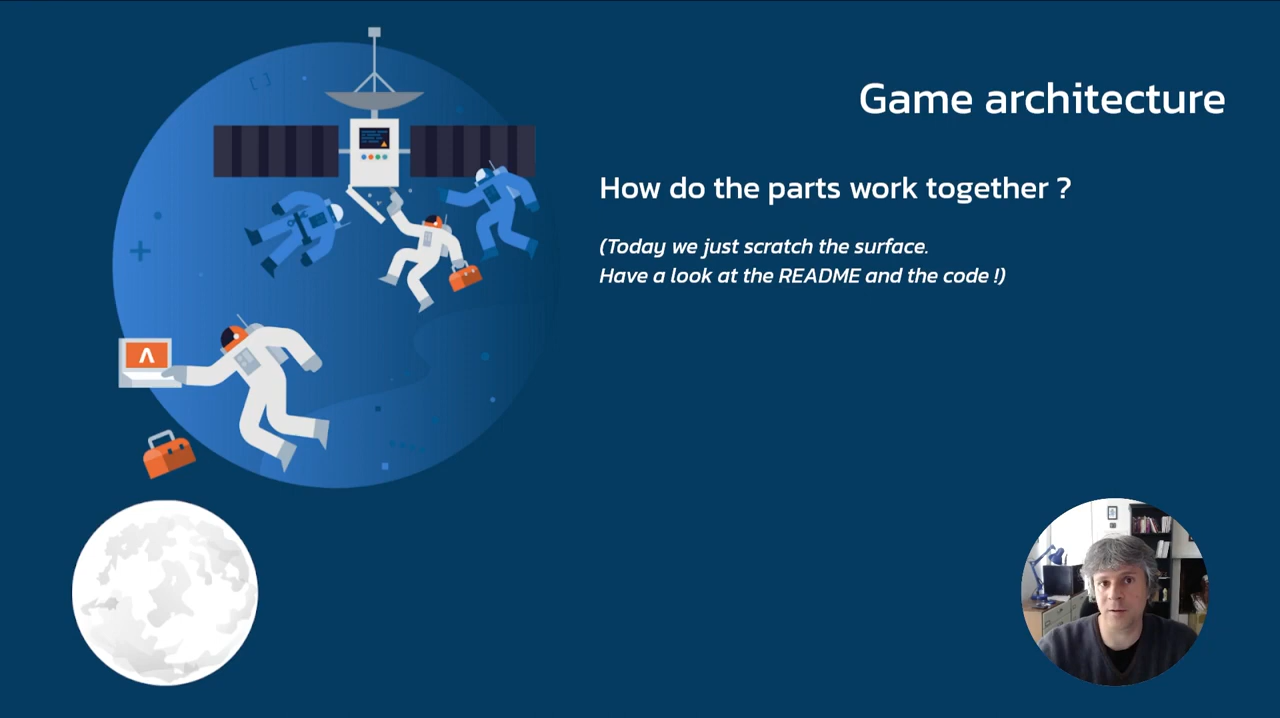 Game architecture
How do the parts work together ?
(Today we just scratch the surface.
Have a look at the README and the code !)